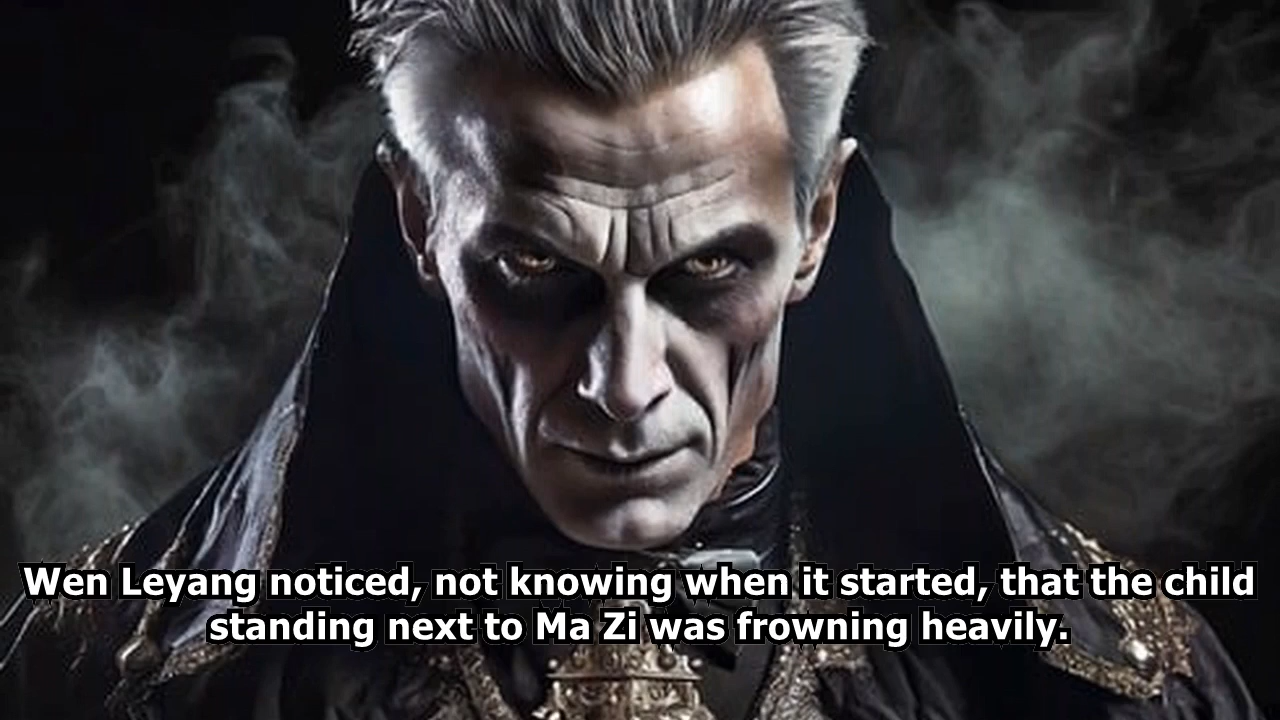 Wen Leyang noticed, not knowing when it started, that the child
standing next to Ma Zi was frowning heavily.